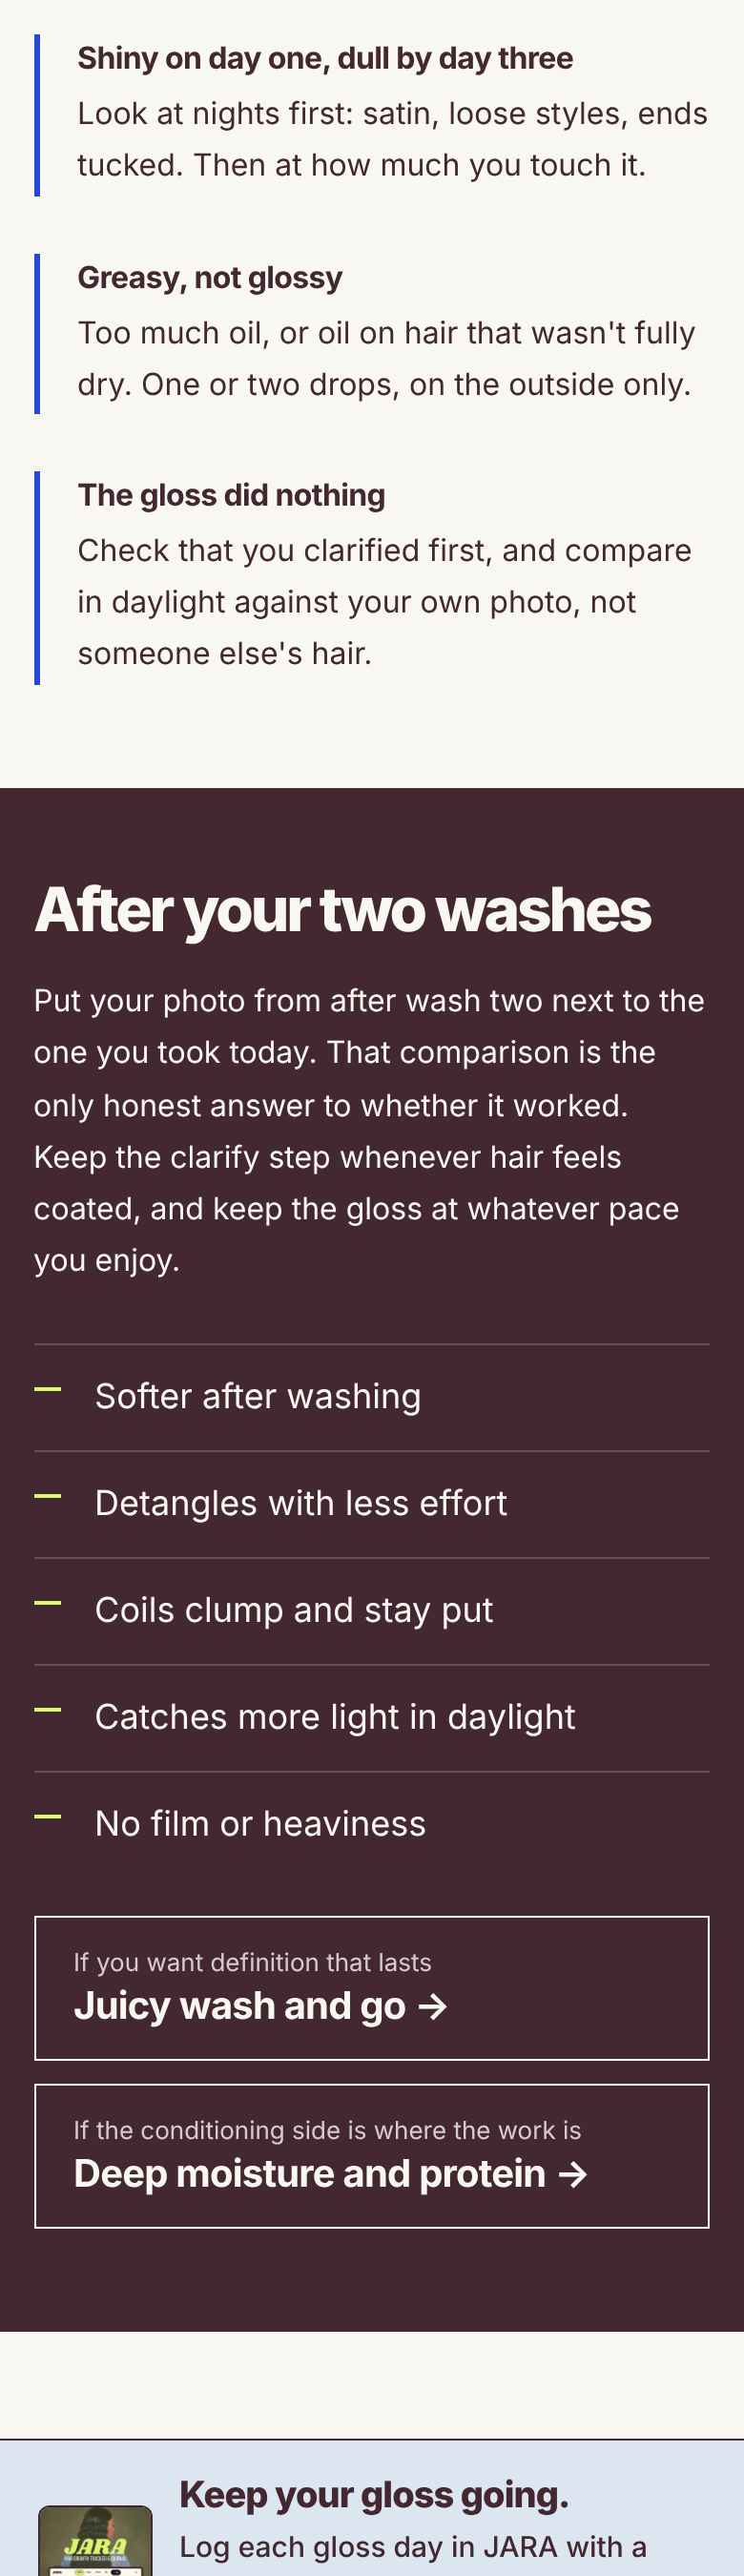 Shiny on day one, dull by day three
Look at nights first: satin, loose styles, ends
tucked. Then at how much you touch it.
Greasy, not glossy
Too much oil, or oil on hair that wasn't fully
dry. One or two drops, on the outside only.
The gloss did nothing
Check that you clarified first, and compare
in daylight against your own photo, not
someone else's hair.
After your two washes
Put your photo from after wash two next to the
one you took today. That comparison is the
only honest answer to whether it worked.
Keep the clarify step whenever hair feels
coated, and keep the gloss at whatever pace
you enjoy.
Softer after washing
Detangles with less effort
Coils clump and stay put
Catches more light in daylight
No film or heaviness
If you want definition that lasts
Juicy wash and go →
If the conditioning side is where the work is
Deep moisture and protein →
Keep your gloss going.
Log each gloss day in JARA with a
JARA